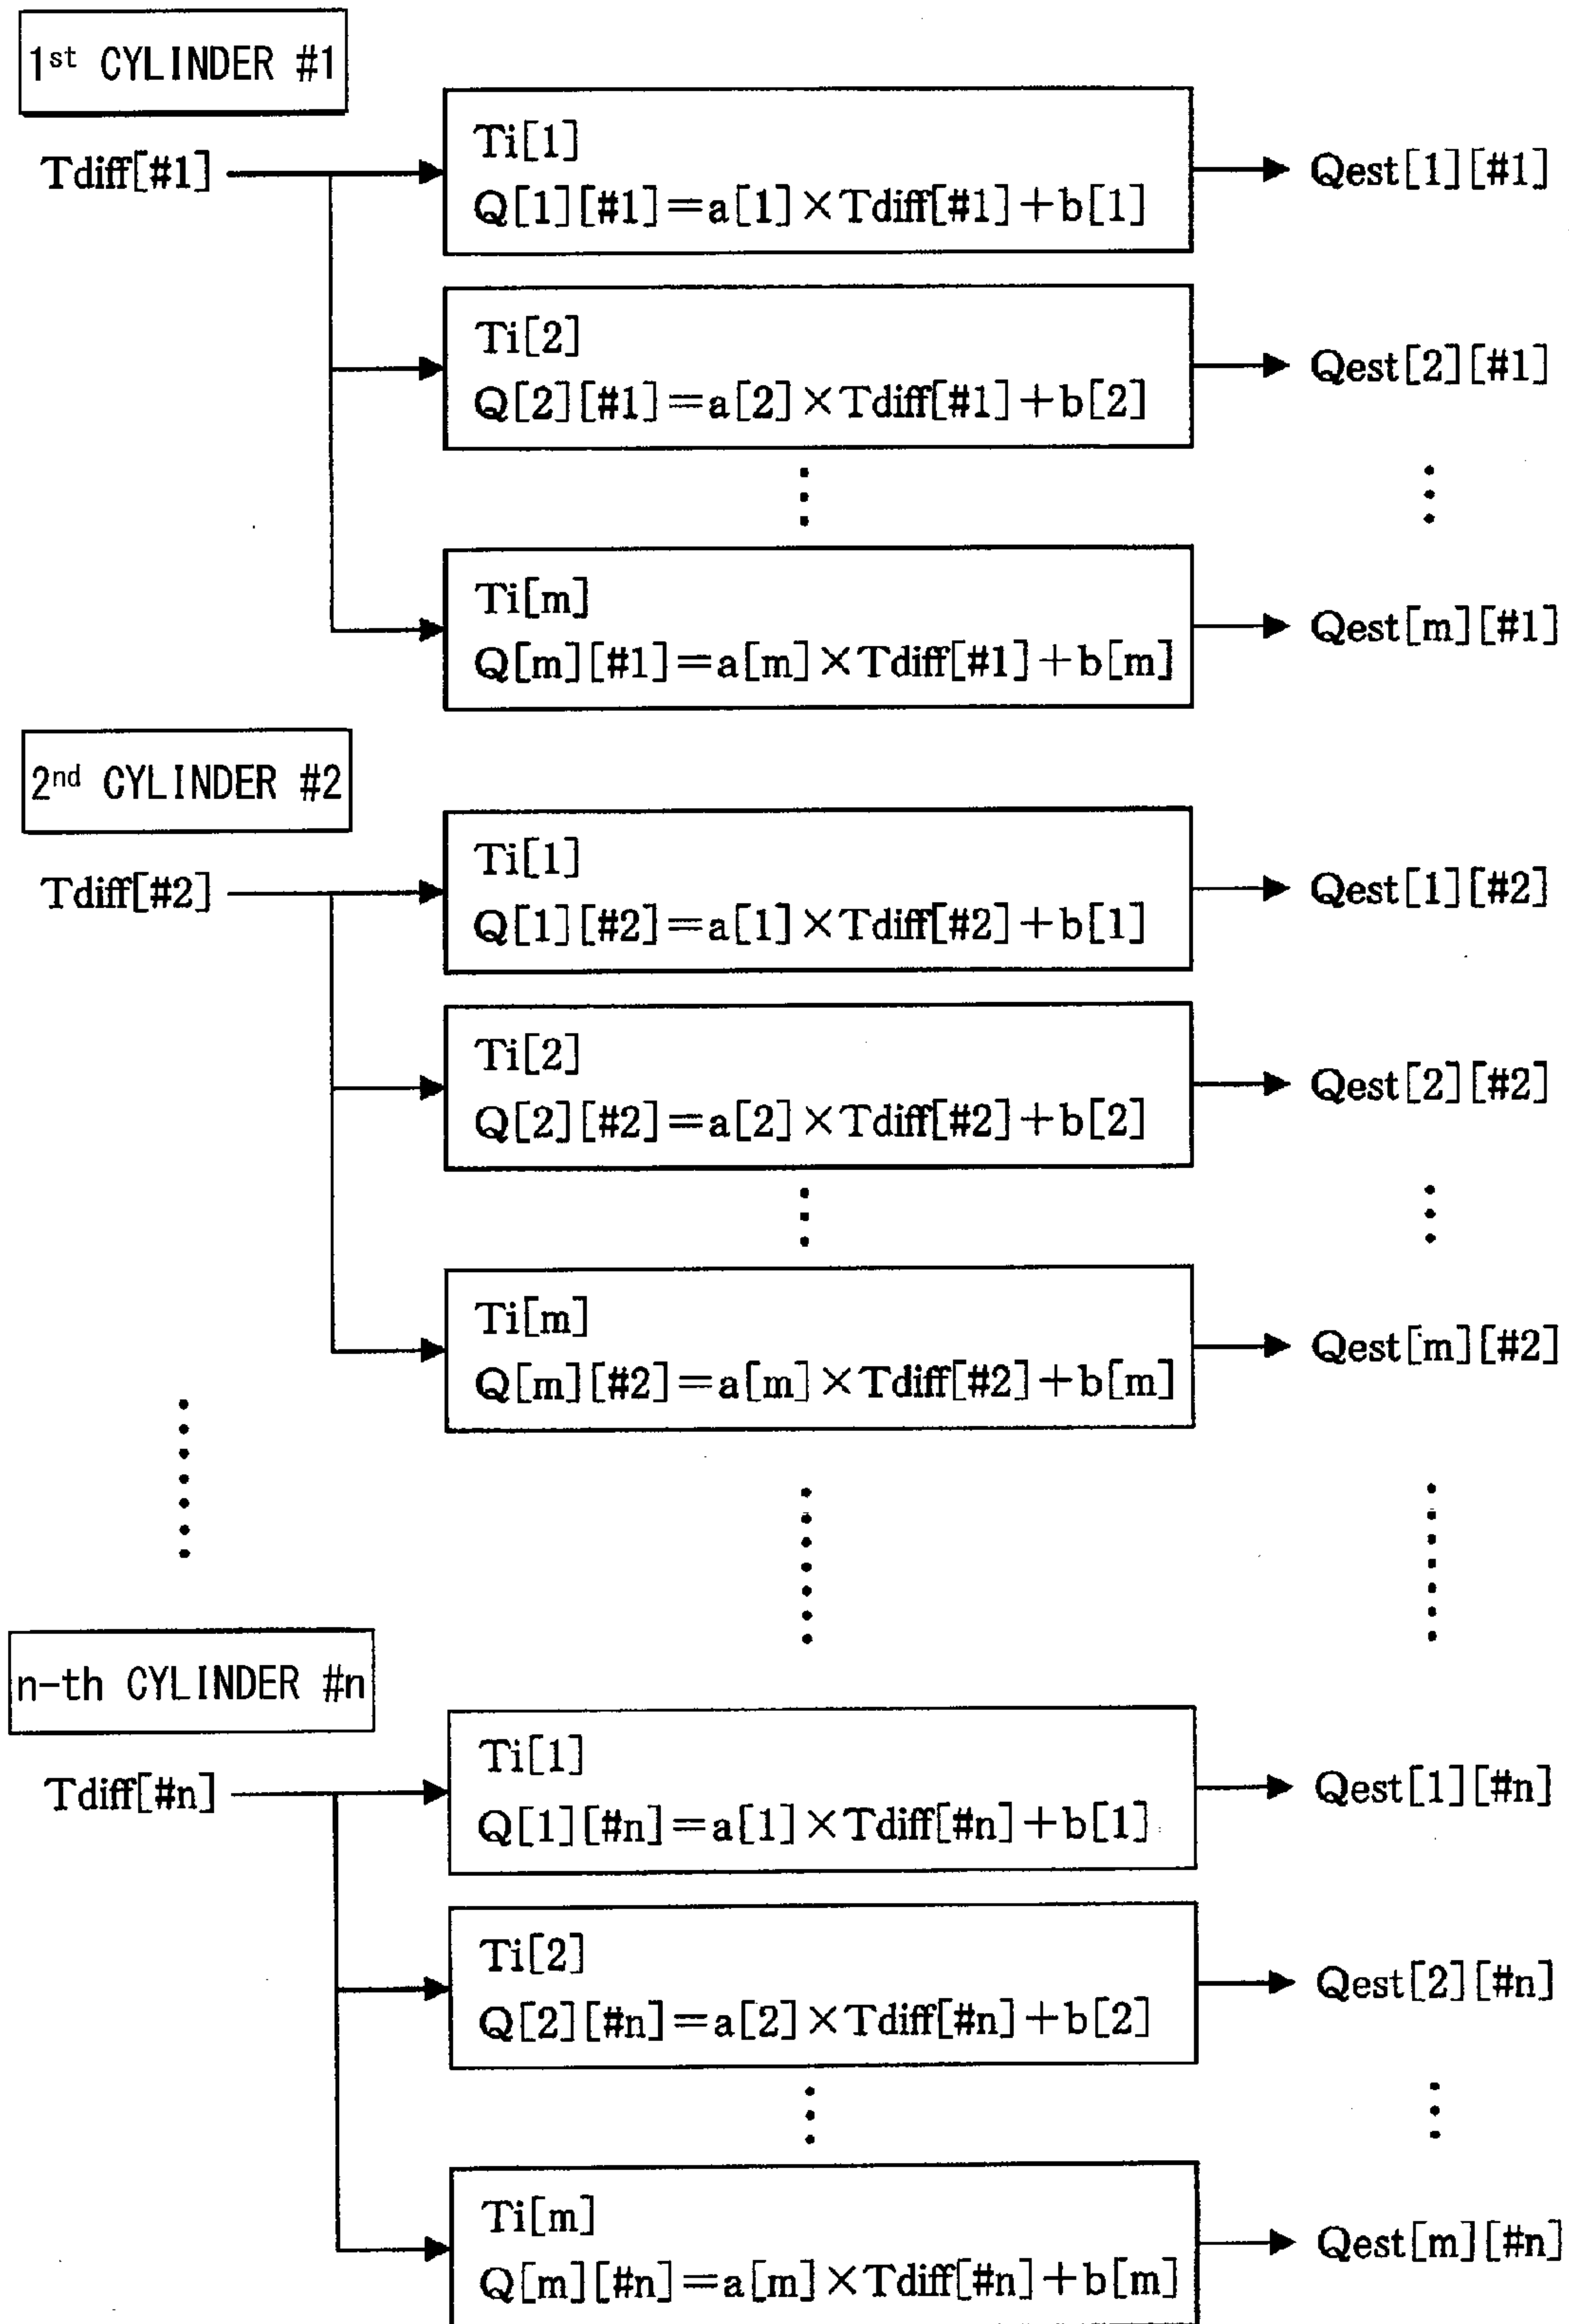 1st CYLINDER #1
Tdiff[#1]
Ti[1]
Q[1][#1]=a[1]×Tdiff[#1]+b[1]
Qest[1][#1]
Ti[2]
Q[2][#1]=a[2]×Tdiff[#1]+b[2]
Qest[2][#1]
Ti[m]
Q[m][#1]=a[m]×Tdiff[#1]+b[m]
Qest[m][#1]
2nd CYLINDER #2
Tdiff[#2]
Ti[1]
Q[1][#2]=a[1]×Tdiff[#2]+b[1]
Qest[1][#2]
Ti[2]
Q[2][#2]=a[2]×Tdiff[#2]+b[2]
Qest[2][#2]
Ti[m]
Q[m][#2]=a[m]×Tdiff[#2]+b[m]
Qest[m][#2]
n-th CYLINDER #n
Tdiff[#n]
Ti[1]
Q[1][#n]=a[1]×Tdiff[#n]+b[1]
Qest[1][#n]
Ti[2]
Q[2][#n]=a[2]×Tdiff[#n]+b[2]
Qest[2][#n]
Ti[m]
Q[m][#n]=a[m]×Tdiff[#n]+b[m]
Qest[m][#n]